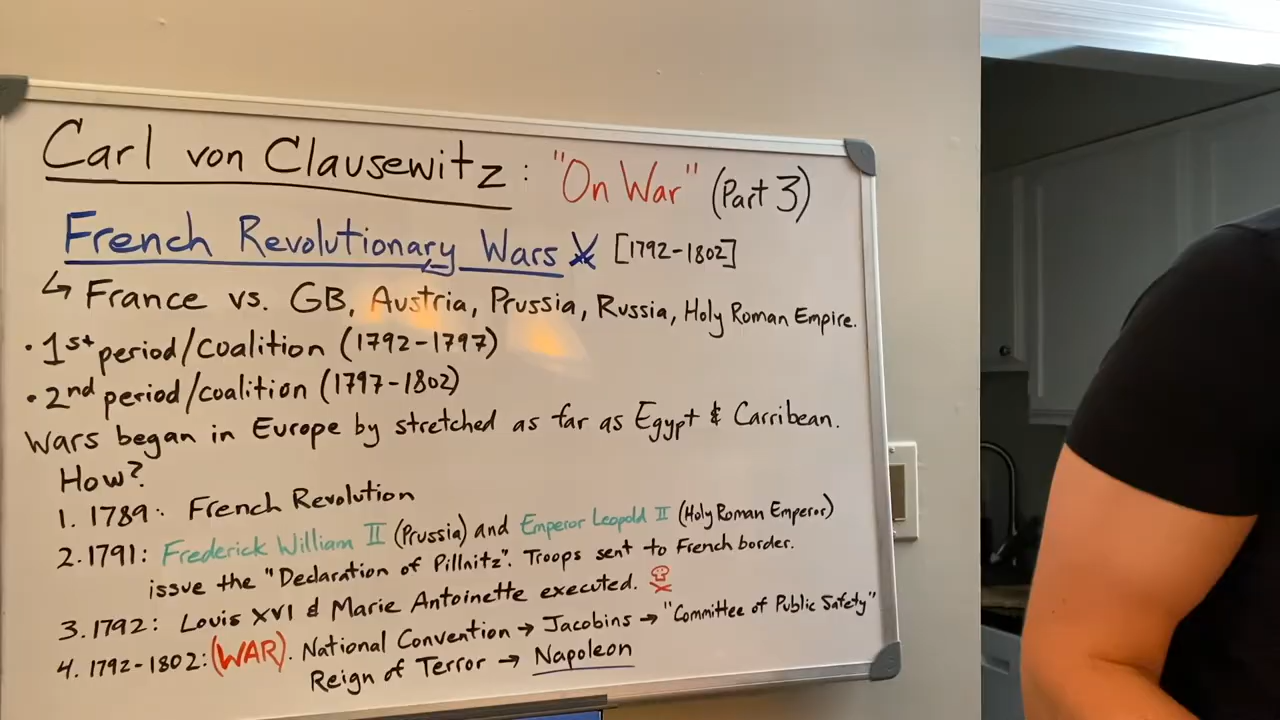 Carl von Clausewitz: "On War" (Part 3)
French Revolutionary Wars [1792-1802]
↳ France vs. GB, Austria, Prussia, Russia, Holy Roman Empire.
• 1st period/coalition (1792-1797)
• 2nd period/coalition (1797-1802)
Wars began in Europe by stretched as far as Egypt & Carribean.
How?
1. 1789: French Revolution
2. 1791: Frederick William II (Prussia) and Emperor Leopold II (Holy Roman Emperor)
issue the "Declaration of Pillnitz". Troops sent to French border.
3. 1792: Louis XVI & Marie Antoinette executed.
4. 1792-1802: (WAR). National Convention → Jacobins → "Committee of Public Safety"
Reign of Terror → Napoleon